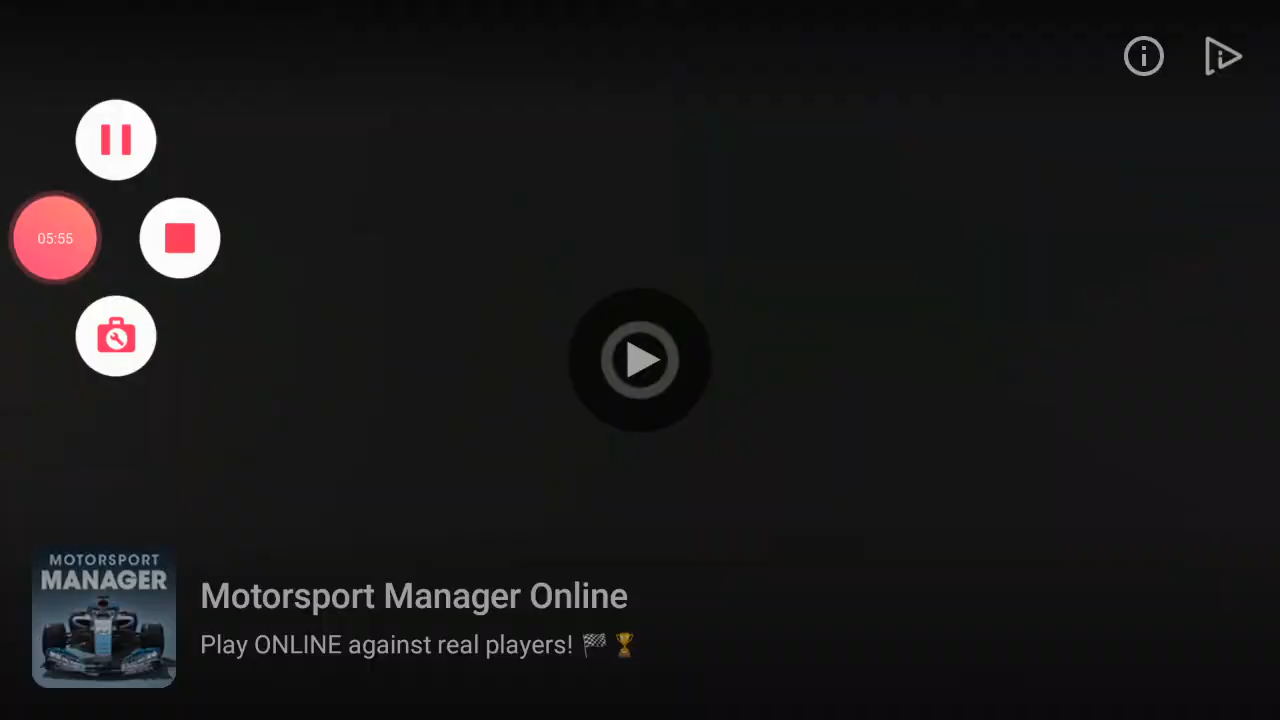 05:55
MOTORSPORT
MANAGER
Motorsport Manager Online
Play ONLINE against real players! 🏁 🏆